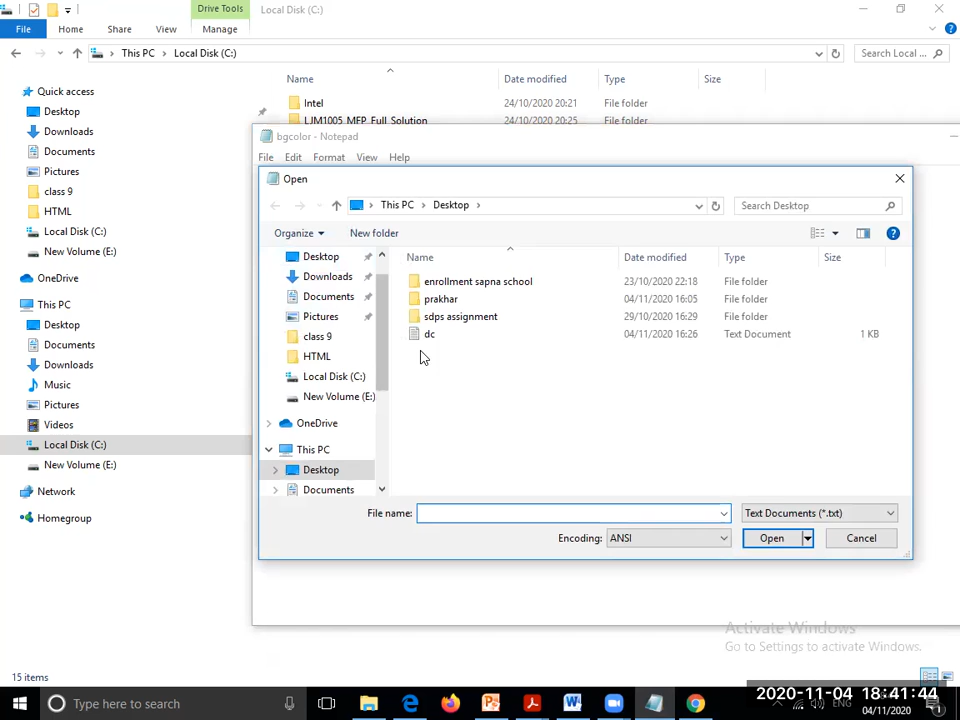 Drive Tools
Local Disk (C:)
File
Home
Share
View
Manage
This PC
Local Disk (C:)
Search Local ...
Name
Date modified
Type
Size
Quick access
Desktop
Downloads
Documents
Pictures
class 9
HTML
Local Disk (C:)
New Volume (E:)
OneDrive
This PC
Desktop
Documents
Downloads
Music
Pictures
Videos
Local Disk (C:)
New Volume (E:)
Network
Homegroup
15 items
Intel
24/10/2020 20:21
File folder
LJM1005_MFP_Full_Solution
24/10/2020 20:25
File folder
bgcolor - Notepad
File
Edit
Format
View
Help
Open
This PC
Desktop
Search Desktop
Organize
New folder
Desktop
Downloads
Documents
Pictures
class 9
HTML
Local Disk (C:)
New Volume (E:)
OneDrive
This PC
Desktop
Documents
Name
Date modified
Type
Size
enrollment sapna school
23/10/2020 22:18
File folder
prakhar
04/11/2020 16:05
File folder
sdps assignment
29/10/2020 16:29
File folder
dc
04/11/2020 16:26
Text Document
1 KB
File name:
Text Documents (*.txt)
Encoding:
ANSI
Open
Cancel
Activate Windows
Go to Settings to activate Windows.
Type here to search
ENG
2020-11-04 18:41:44
04/11/2020